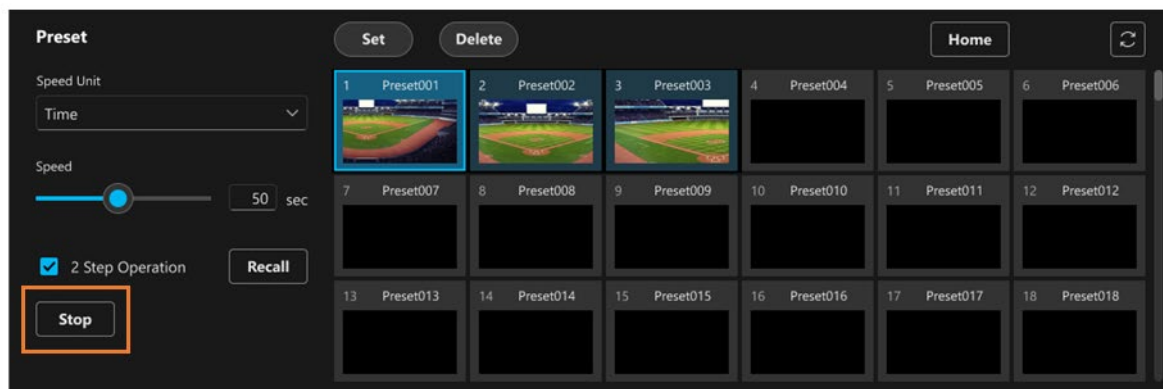 Preset
Set
Delete
Home
Speed Unit
Time
Speed
50 sec
2 Step Operation
Recall
Stop
1 Preset001
2 Preset002
3 Preset003
4 Preset004
5 Preset005
6 Preset006
7 Preset007
8 Preset008
9 Preset009
10 Preset010
11 Preset011
12 Preset012
13 Preset013
14 Preset014
15 Preset015
16 Preset016
17 Preset017
18 Preset018